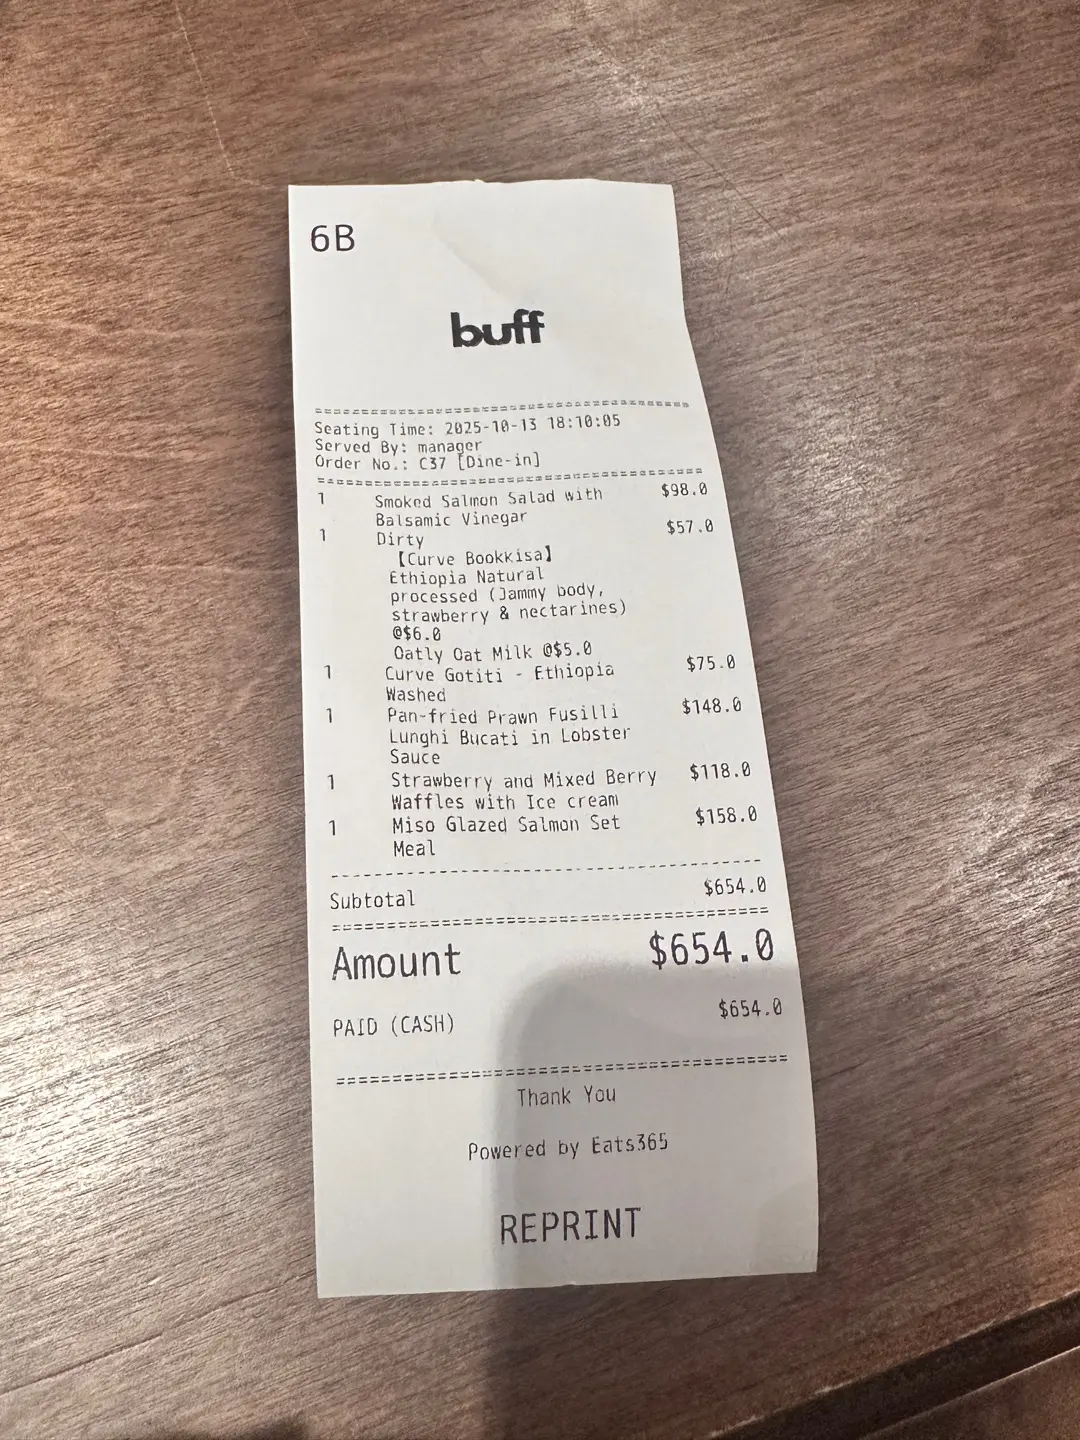 6B
buff
Seating Time: 2025-10-13 18:10:05
Served By: manager
Order No.: C37 [Dine-in]
1 Smoked Salmon Salad with $98.0
Balsamic Vinegar
1 Dirty $57.0
【Curve Bookkisa】
Ethiopia Natural
processed (Jammy body,
strawberry & nectarines)
@$6.0
Oatly Oat Milk @$5.0
1 Curve Gotiti - Ethiopia $75.0
Washed
1 Pan-fried Prawn Fusilli $148.0
Lunghi Bucati in Lobster
Sauce
1 Strawberry and Mixed Berry $118.0
Waffles with Ice cream
1 Miso Glazed Salmon Set $158.0
Meal
Subtotal $654.0
Amount $654.0
PAID (CASH) $654.0
Thank You
Powered by Eats365
REPRINT